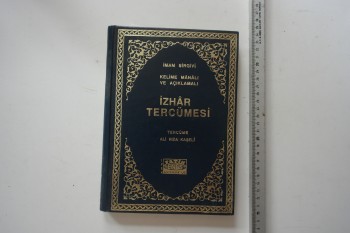 İMAM BİRGİVİ
KELİME MÂNÂLI
VE AÇIKLAMALI
İZHÂR
TERCÜMESİ
TERCÜME
ALİ RIZA KAŞELİ